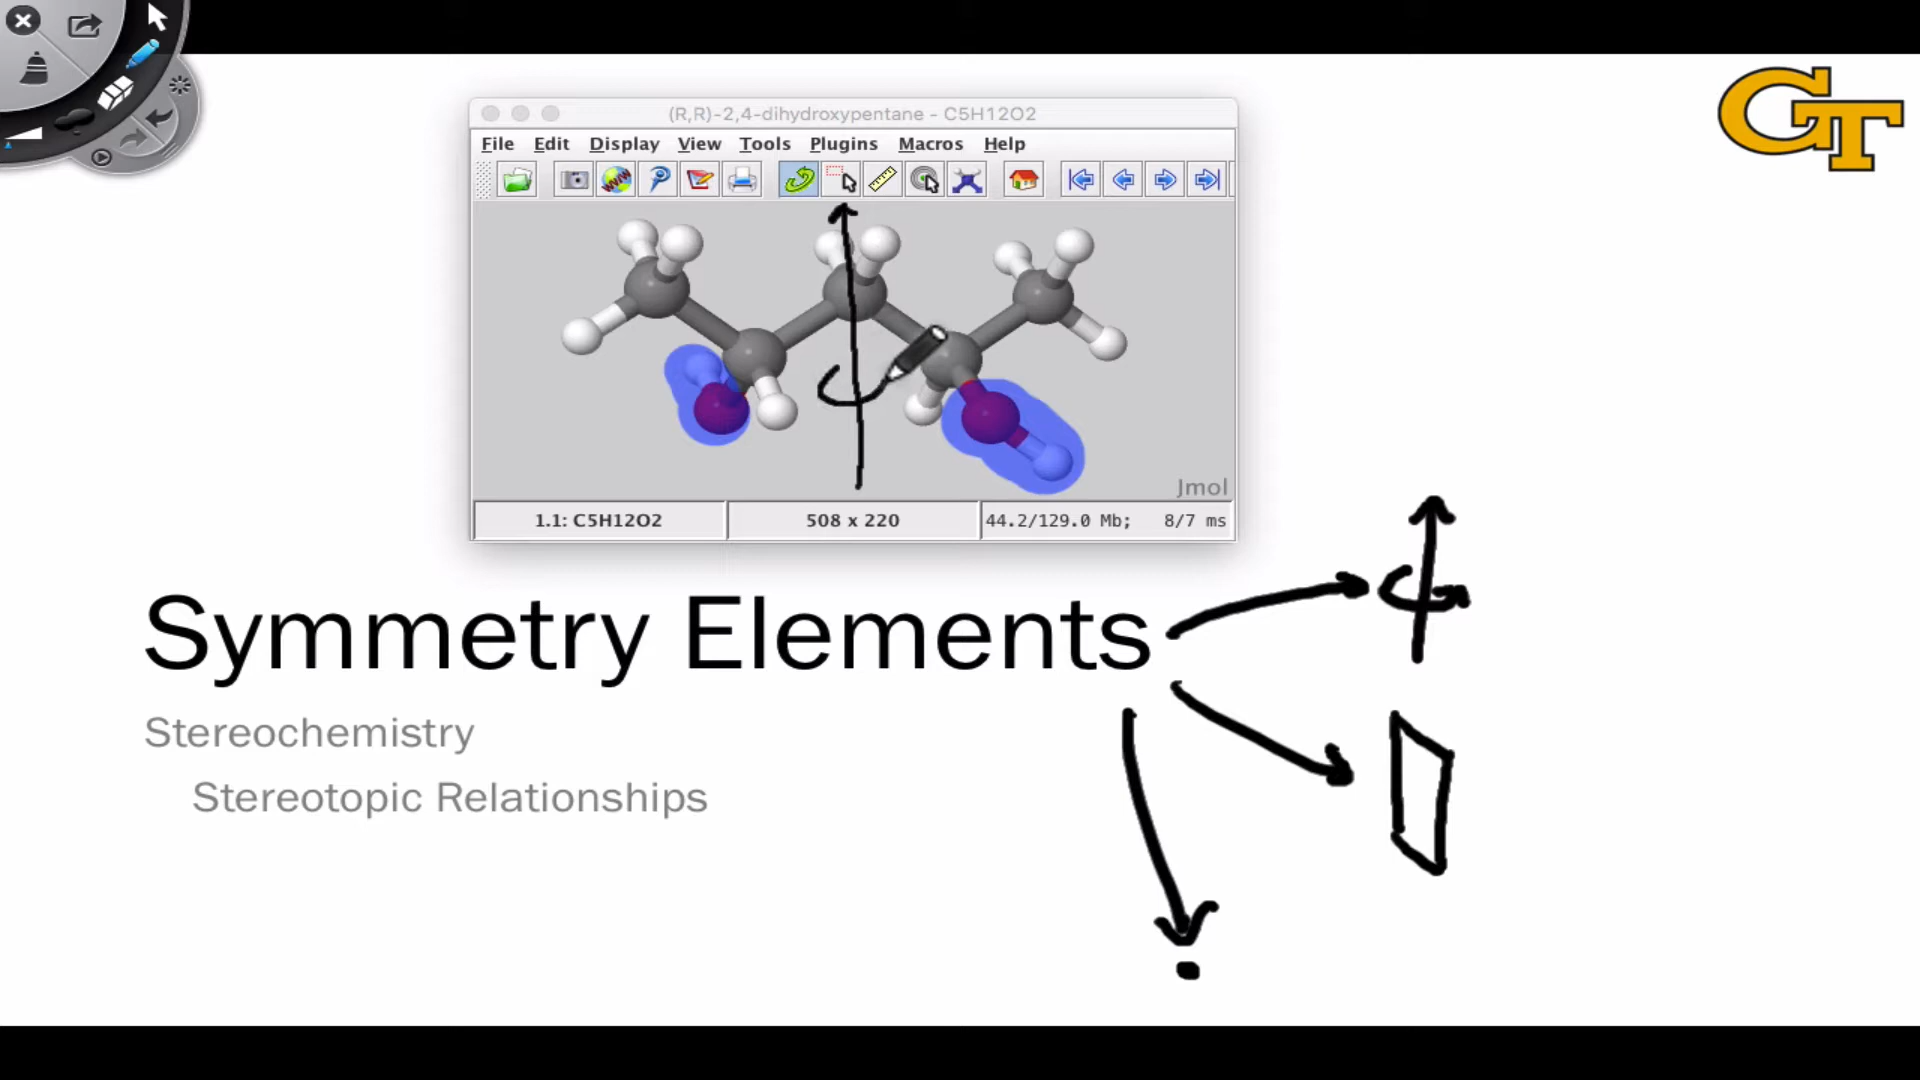 (R,R)-2,4-dihydroxypentane - C5H12O2
File Edit Display View Tools Plugins Macros Help
Jmol
1.1: C5H12O2 508 x 220 44.2/129.0 Mb; 8/7 ms
Symmetry Elements
Stereochemistry
Stereotopic Relationships
GT